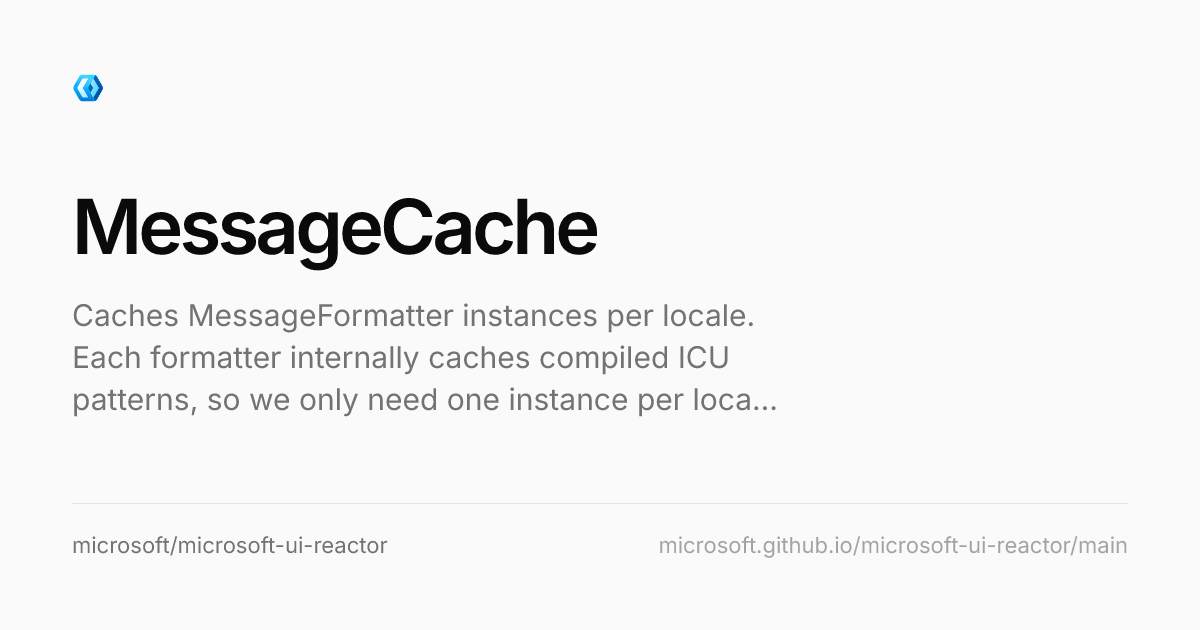 MessageCache
Caches MessageFormatter instances per locale.
Each formatter internally caches compiled ICU
patterns, so we only need one instance per loca...
microsoft/microsoft-ui-reactor
microsoft.github.io/microsoft-ui-reactor/main